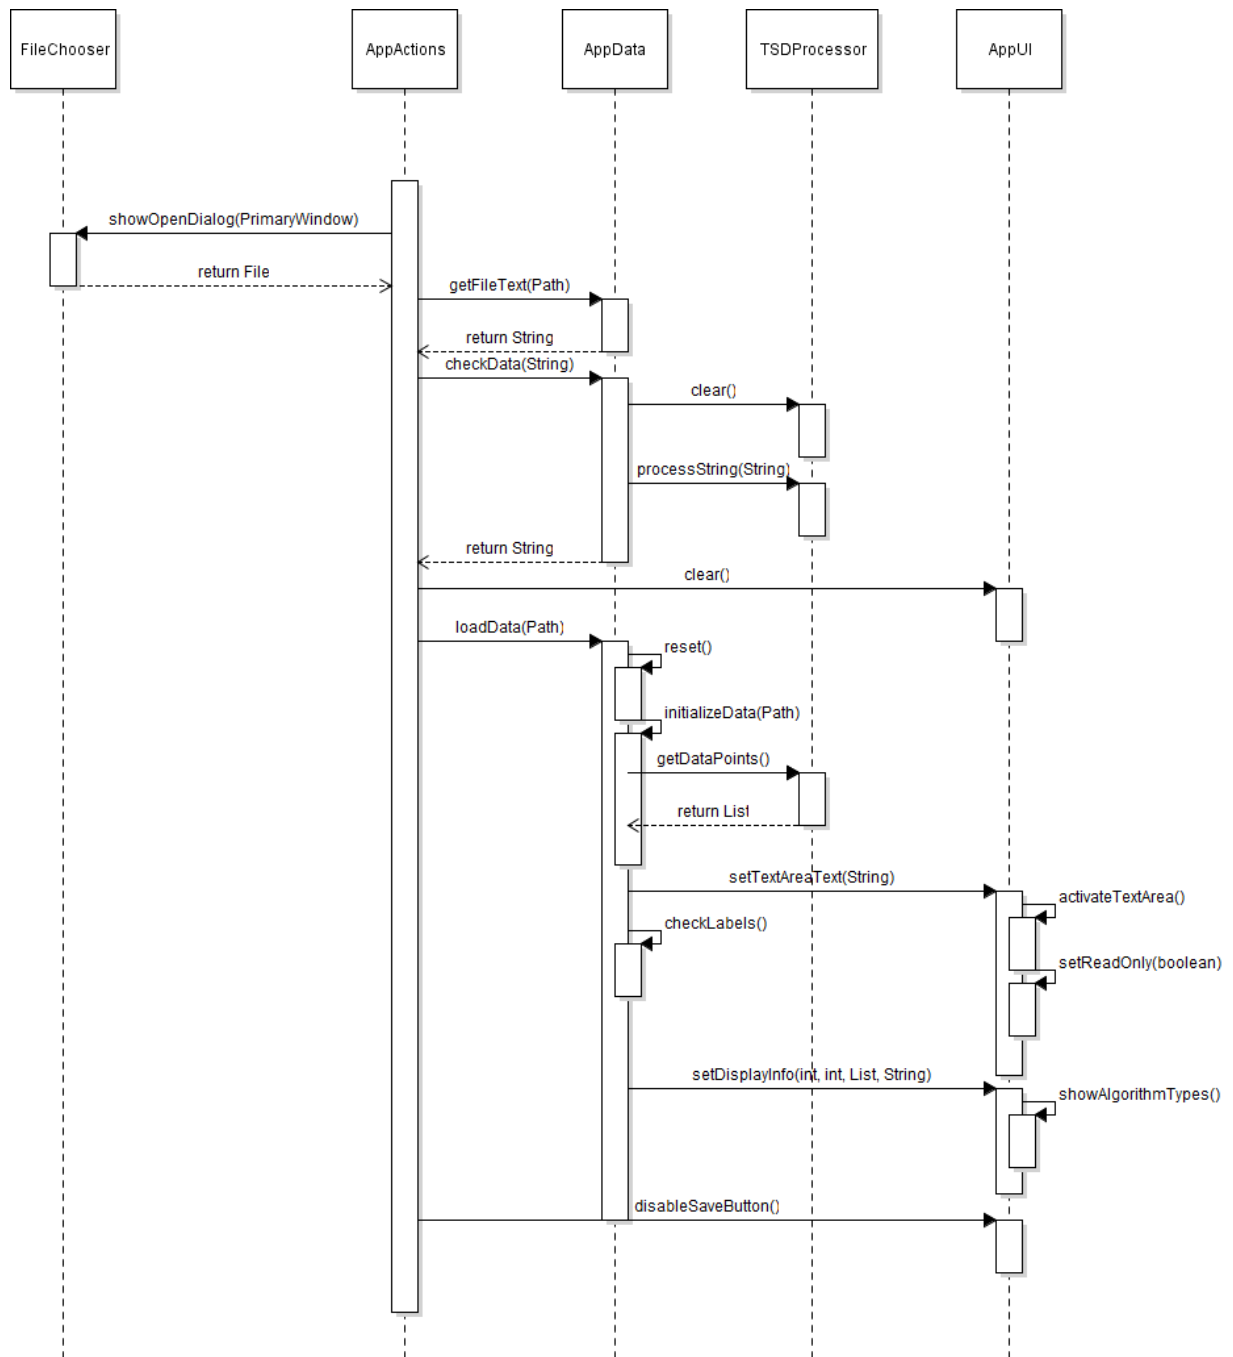 FileChooser
AppActions
AppData
TSDProcessor
AppUI
showOpenDialog(PrimaryWindow)
return File
getFileText(Path)
return String
checkData(String)
clear()
processString(String)
return String
clear()
loadData(Path)
reset()
initializeData(Path)
getDataPoints()
return List
setTextAreaText(String)
activateTextArea()
checkLabels()
setReadOnly(boolean)
setDisplayInfo(int, int, List, String)
showAlgorithmTypes()
disableSaveButton()